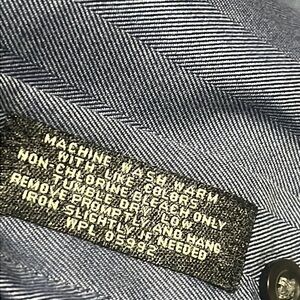 MACHINE WASH WARM
WITH LIKE COLORS
NON-CHLORINE BLEACH ONLY
TUMBLE DRY LOW
REMOVE PROMPTLY AND HANG
IRON SLIGHTLY IF NEEDED
WPL 05992